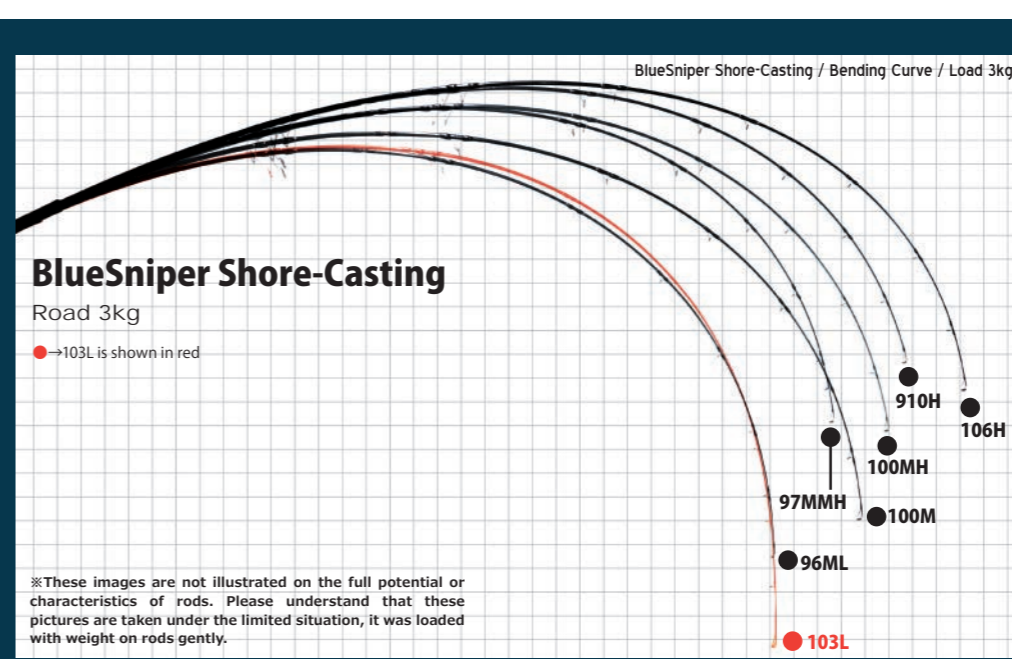 BlueSniper Shore-Casting / Bending Curve / Load 3kg
BlueSniper Shore-Casting
Road 3kg
●→103L is shown in red
910H
106H
100MH
97MMH
100M
96ML
103L
※These images are not illustrated on the full potential or
characteristics of rods. Please understand that these
pictures are taken under the limited situation, it was loaded
with weight on rods gently.